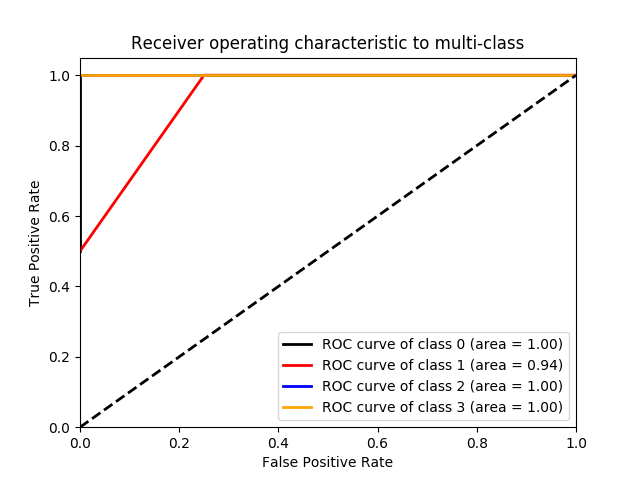 Receiver operating characteristic to multi-class
True Positive Rate
1.0
0.8
0.6
0.4
0.2
0.0
ROC curve of class 0 (area = 1.00)
ROC curve of class 1 (area = 0.94)
ROC curve of class 2 (area = 1.00)
ROC curve of class 3 (area = 1.00)
0.0 0.2 0.4 0.6 0.8 1.0
False Positive Rate